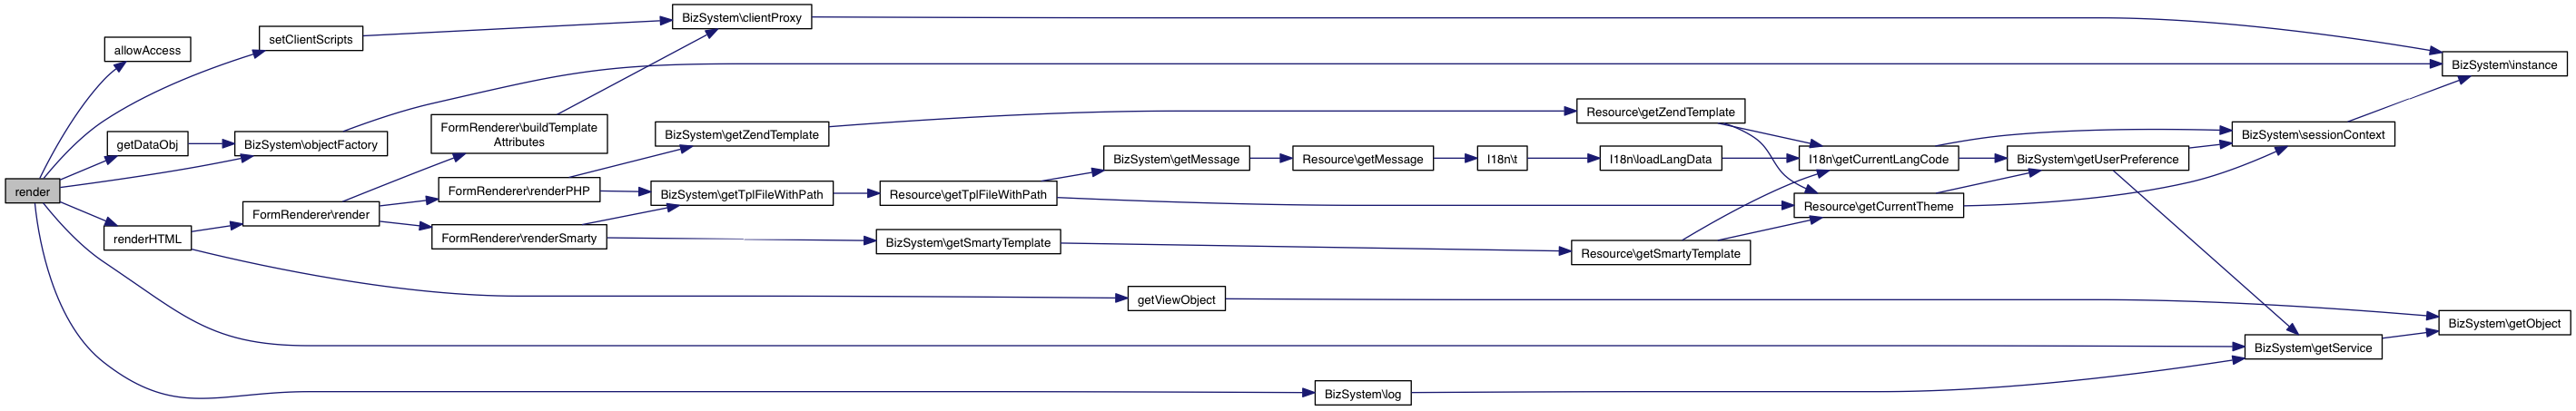 render
allowAccess
getDataObj
renderHTML
setClientScripts
BizSystem\objectFactory
FormRenderer\render
FormRenderer\buildTemplate
Attributes
FormRenderer\renderPHP
FormRenderer\renderSmarty
BizSystem\clientProxy
BizSystem\getZendTemplate
BizSystem\getTplFileWithPath
BizSystem\getSmartyTemplate
Resource\getTplFileWithPath
BizSystem\getMessage
getViewObject
Resource\getMessage
BizSystem\log
I18n\t
Resource\getZendTemplate
I18n\loadLangData
Resource\getSmartyTemplate
I18n\getCurrentLangCode
Resource\getCurrentTheme
BizSystem\getUserPreference
BizSystem\sessionContext
BizSystem\getService
BizSystem\instance
BizSystem\getObject